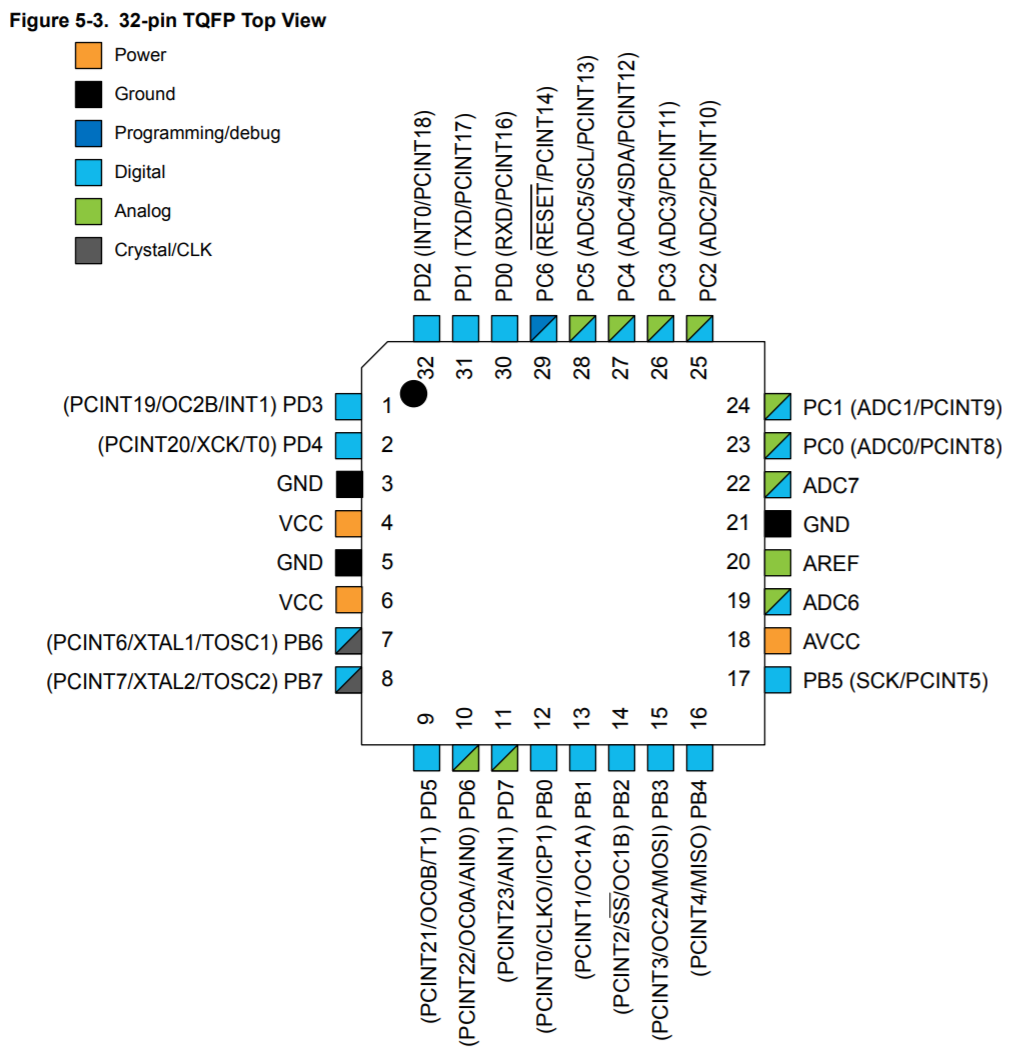 Figure 5-3. 32-pin TQFP Top View
Power
Ground
Programming/debug
Digital
Analog
Crystal/CLK
PD2 (INT0/PCINT18)
PD1 (TXD/PCINT17)
PD0 (RXD/PCINT16)
PC6 (RESET/PCINT14)
PC5 (ADC5/SCL/PCINT13)
PC4 (ADC4/SDA/PCINT12)
PC3 (ADC3/PCINT11)
PC2 (ADC2/PCINT10)
32
31
30
29
28
27
26
25
(PCINT19/OC2B/INT1) PD3
1
(PCINT20/XCK/T0) PD4
2
GND
3
VCC
4
GND
5
VCC
6
(PCINT6/XTAL1/TOSC1) PB6
7
(PCINT7/XTAL2/TOSC2) PB7
8
24
PC1 (ADC1/PCINT9)
23
PC0 (ADC0/PCINT8)
22
ADC7
21
GND
20
AREF
19
ADC6
18
AVCC
17
PB5 (SCK/PCINT5)
9
10
11
12
13
14
15
16
(PCINT21/OC0B/T1) PD5
(PCINT22/OC0A/AIN0) PD6
(PCINT23/AIN1) PD7
(PCINT0/CLKO/ICP1) PB0
(PCINT1/OC1A) PB1
(PCINT2/SS/OC1B) PB2
(PCINT3/OC2A/MOSI) PB3
(PCINT4/MISO) PB4